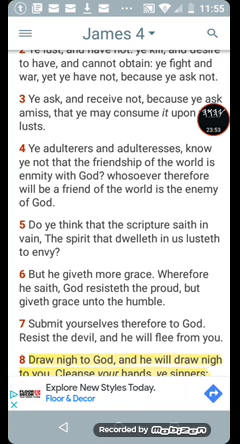 11:55
James 4
2 Ye lust, and have not: ye kill, and desire
to have, and cannot obtain: ye fight and
war, yet ye have not, because ye ask not.
3 Ye ask, and receive not, because ye ask
amiss, that ye may consume it upon
lusts.
23:53
4 Ye adulterers and adulteresses, know
ye not that the friendship of the world is
enmity with God? whosoever therefore
will be a friend of the world is the enemy
of God.
5 Do ye think that the scripture saith in
vain, The spirit that dwelleth in us lusteth
to envy?
6 But he giveth more grace. Wherefore
he saith, God resisteth the proud, but
giveth grace unto the humble.
7 Submit yourselves therefore to God.
Resist the devil, and he will flee from you.
8 Draw nigh to God, and he will draw nigh
to you. Cleanse your hands, ye sinners;
FLOOR & DECOR
Explore New Styles Today.
Floor & Decor
Recorded by Mobizen